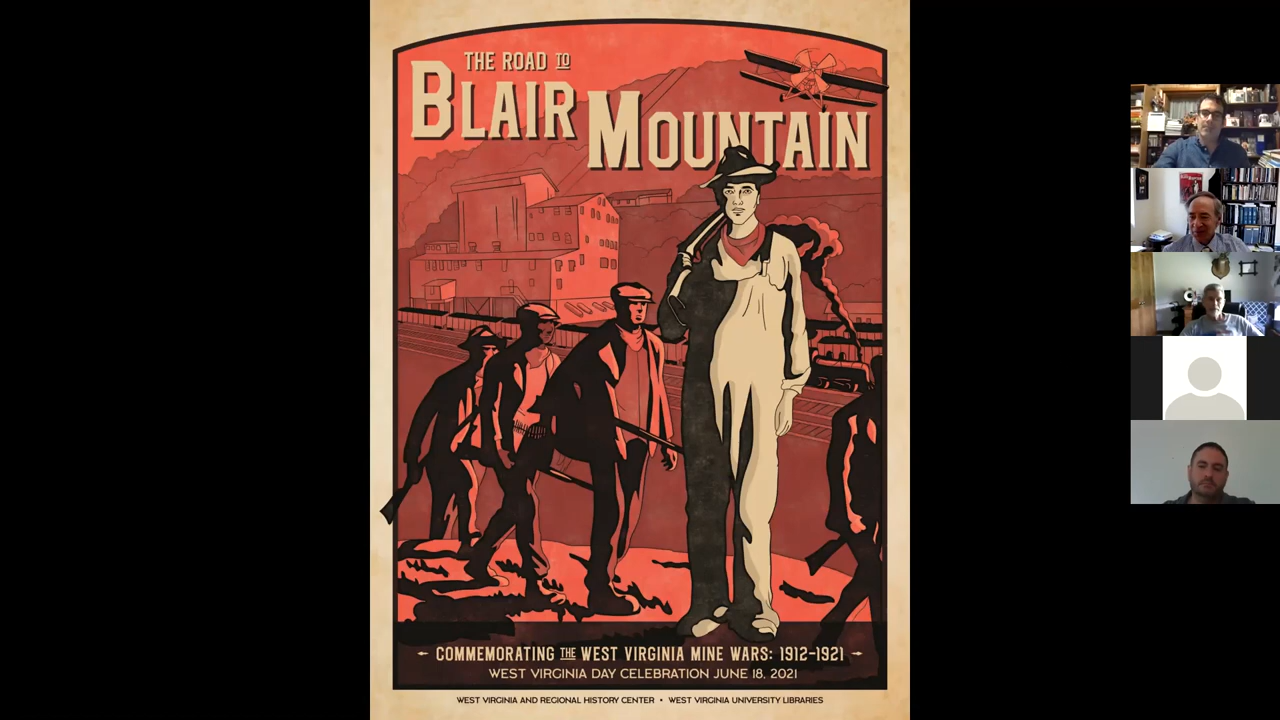 THE ROAD TO
BLAIR
MOUNTAIN
COMMEMORATING THE WEST VIRGINIA MINE WARS: 1912-1921
WEST VIRGINIA DAY CELEBRATION JUNE 18, 2021
WEST VIRGINIA AND REGIONAL HISTORY CENTER • WEST VIRGINIA UNIVERSITY LIBRARIES